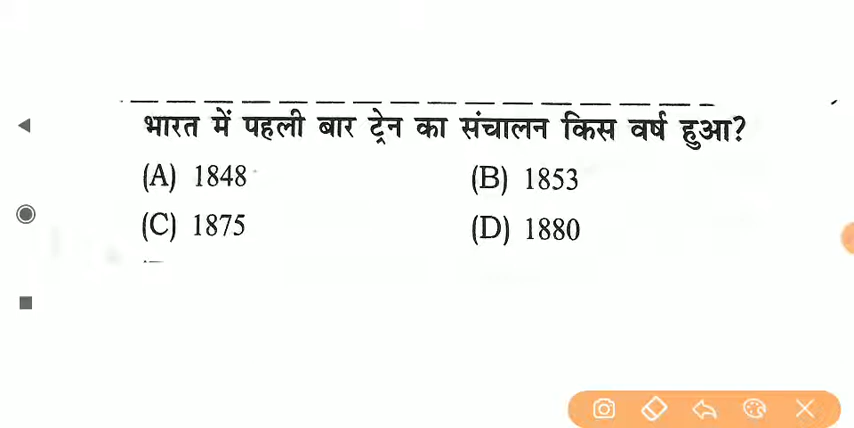 भारत में पहली बार ट्रेन का संचालन किस वर्ष हुआ?
(A) 1848 (B) 1853
(C) 1875 (D) 1880